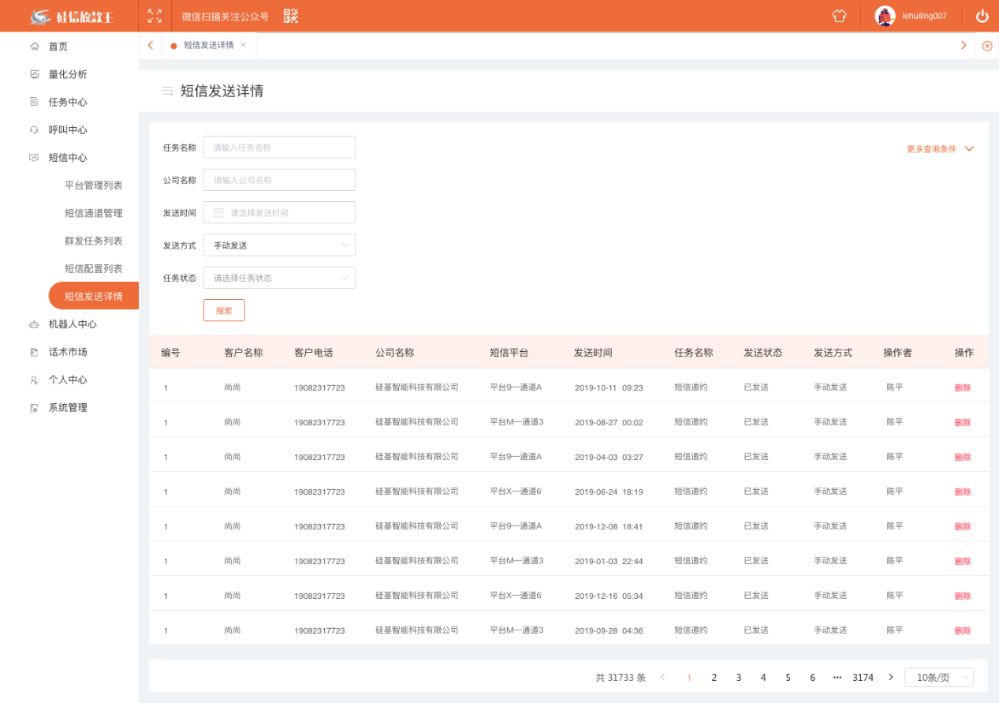 硅信放款王
微信扫描关注公众号
lehuiling007
首页
量化分析
任务中心
呼叫中心
短信中心
平台管理列表
短信通道管理
群发任务列表
短信配置列表
短信发送详情
机器人中心
话术市场
个人中心
系统管理
短信发送详情
短信发送详情
任务名称 请输入任务名称
更多查询条件
公司名称 请输入公司名称
发送时间 请选择发送时间
发送方式 手动发送
任务状态 请选择任务状态
搜索
编号 客户名称 客户电话 公司名称 短信平台 发送时间 任务名称 发送状态 发送方式 操作者 操作
1 尚尚 19082317723 硅基智能科技有限公司 平台9—通道A 2019-10-11 09:23 短信邀约 已发送 手动发送 陈平 删除
1 尚尚 19082317723 硅基智能科技有限公司 平台M—通道3 2019-08-27 00:02 短信邀约 已发送 手动发送 陈平 删除
1 尚尚 19082317723 硅基智能科技有限公司 平台9—通道A 2019-04-03 03:27 短信邀约 已发送 手动发送 陈平 删除
1 尚尚 19082317723 硅基智能科技有限公司 平台X—通道6 2019-06-24 18:19 短信邀约 已发送 手动发送 陈平 删除
1 尚尚 19082317723 硅基智能科技有限公司 平台9—通道A 2019-12-08 18:41 短信邀约 已发送 手动发送 陈平 删除
1 尚尚 19082317723 硅基智能科技有限公司 平台M—通道3 2019-01-03 22:44 短信邀约 已发送 手动发送 陈平 删除
1 尚尚 19082317723 硅基智能科技有限公司 平台X—通道6 2019-12-16 05:34 短信邀约 已发送 手动发送 陈平 删除
1 尚尚 19082317723 硅基智能科技有限公司 平台M—通道3 2019-09-28 04:36 短信邀约 已发送 手动发送 陈平 删除
共 31733 条 1 2 3 4 5 6 ••• 3174 10条/页